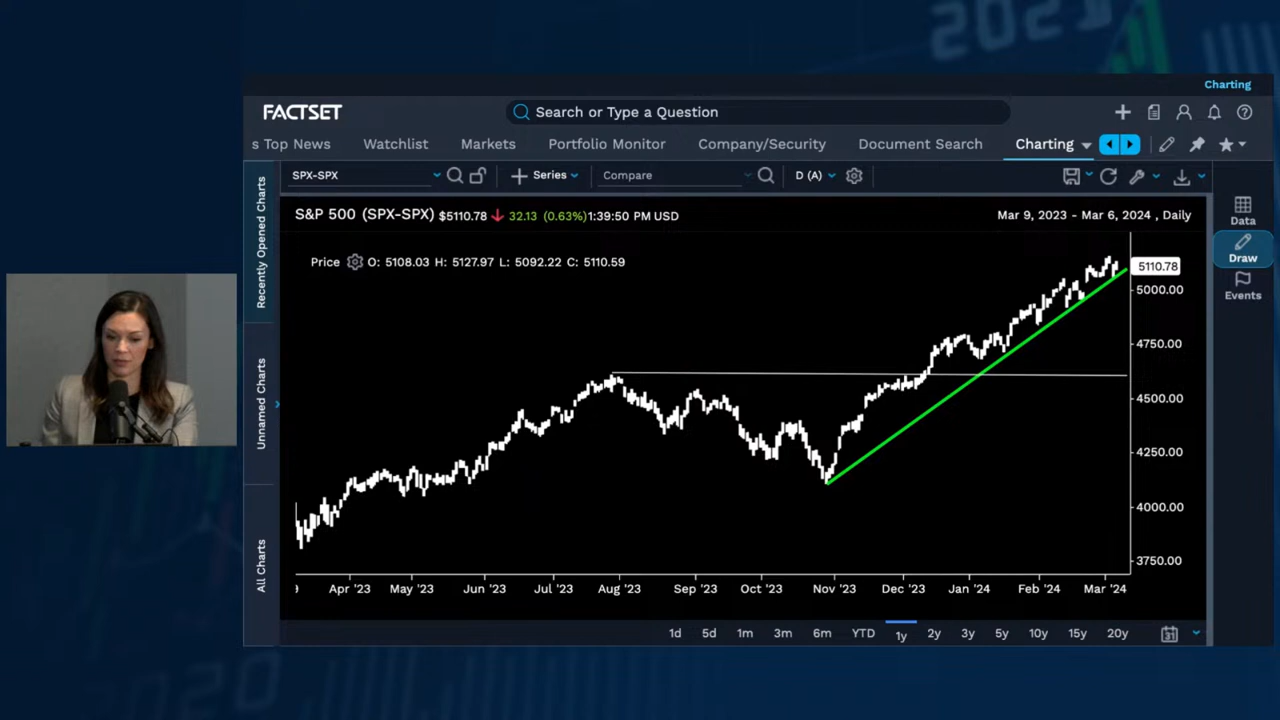 2021
Charting
FACTSET
Search or Type a Question
s Top News Watchlist Markets Portfolio Monitor Company/Security Document Search Charting
SPX-SPX Series Compare D (A)
S&P 500 (SPX-SPX) $5110.78 32.13 (0.63%) 1:39:50 PM USD
Mar 9, 2023 - Mar 6, 2024 , Daily
Price O: 5108.03 H: 5127.97 L: 5092.22 C: 5110.59
Recently Opened Charts
Unnamed Charts
All Charts
Data
Draw
Events
5110.78
5000.00
4750.00
4500.00
4250.00
4000.00
3750.00
9 Apr '23 May '23 Jun '23 Jul '23 Aug '23 Sep '23 Oct '23 Nov '23 Dec '23 Jan '24 Feb '24 Mar '24
1d 5d 1m 3m 6m YTD 1y 2y 3y 5y 10y 15y 20y
31